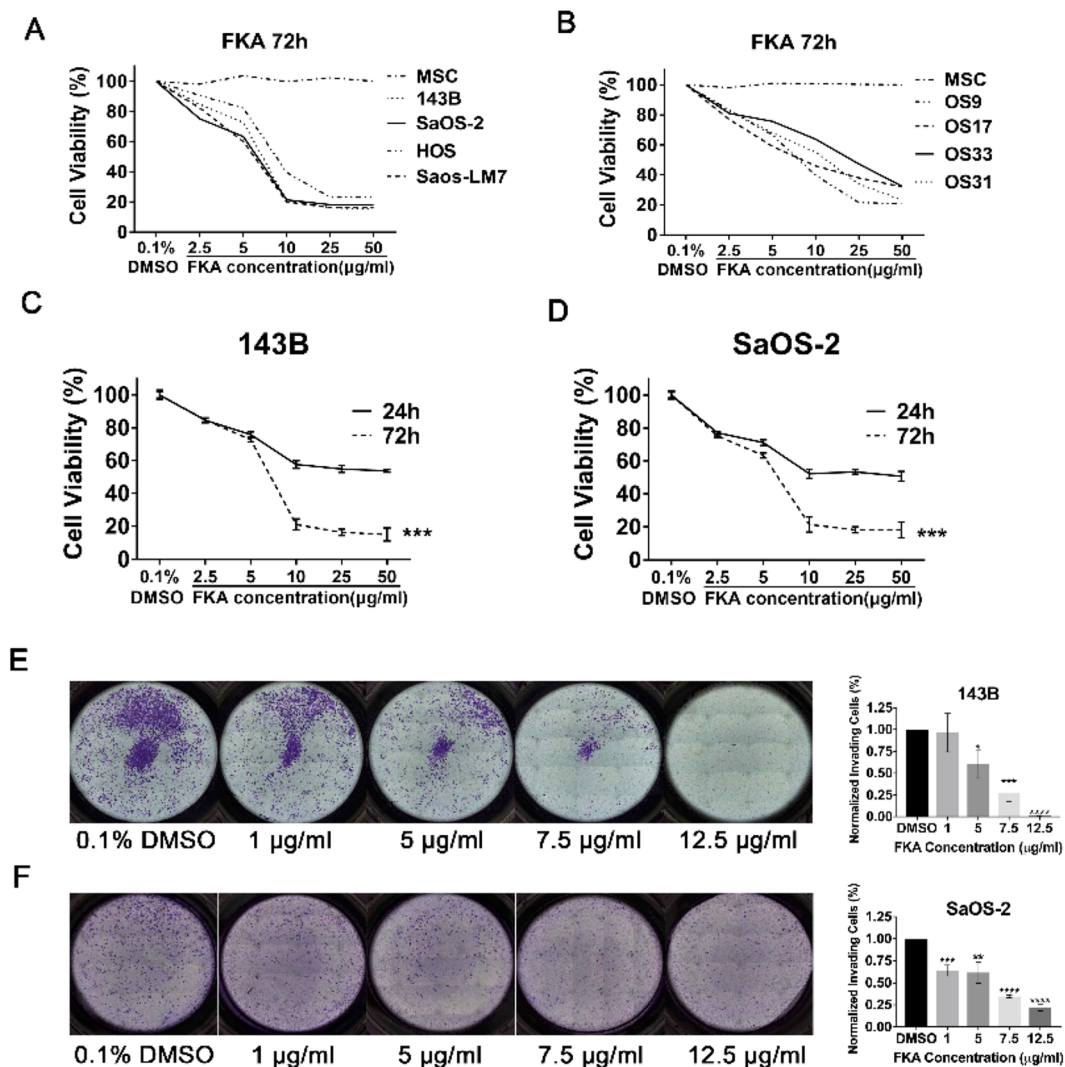 A
FKA 72h
Cell Viability (%)
100
80
60
40
20
0
MSC
143B
SaOS-2
HOS
Saos-LM7
0.1% 2.5 5 10 25 50
DMSO FKA concentration(µg/ml)
B
FKA 72h
Cell Viability (%)
100
80
60
40
20
0
MSC
OS9
OS17
OS33
OS31
0.1% 2.5 5 10 25 50
DMSO FKA concentration(µg/ml)
C
143B
Cell Viability (%)
100
80
60
40
20
0
24h
72h
***
0.1% 2.5 5 10 25 50
DMSO FKA concentration(µg/ml)
D
SaOS-2
Cell Viability (%)
100
80
60
40
20
0
24h
72h
***
0.1% 2.5 5 10 25 50
DMSO FKA concentration(µg/ml)
E
0.1% DMSO 1 µg/ml 5 µg/ml 7.5 µg/ml 12.5 µg/ml
143B
Normalized Invading Cells (%)
1.25
1.00
0.75
0.50
0.25
0.00
*
***
****
DMSO 1 5 7.5 12.5
FKA Concentration (µg/ml)
F
0.1% DMSO 1 µg/ml 5 µg/ml 7.5 µg/ml 12.5 µg/ml
SaOS-2
Normalized Invading Cells (%)
1.25
1.00
0.75
0.50
0.25
0.00
***
**
****
****
DMSO 1 5 7.5 12.5
FKA Concentration (µg/ml)